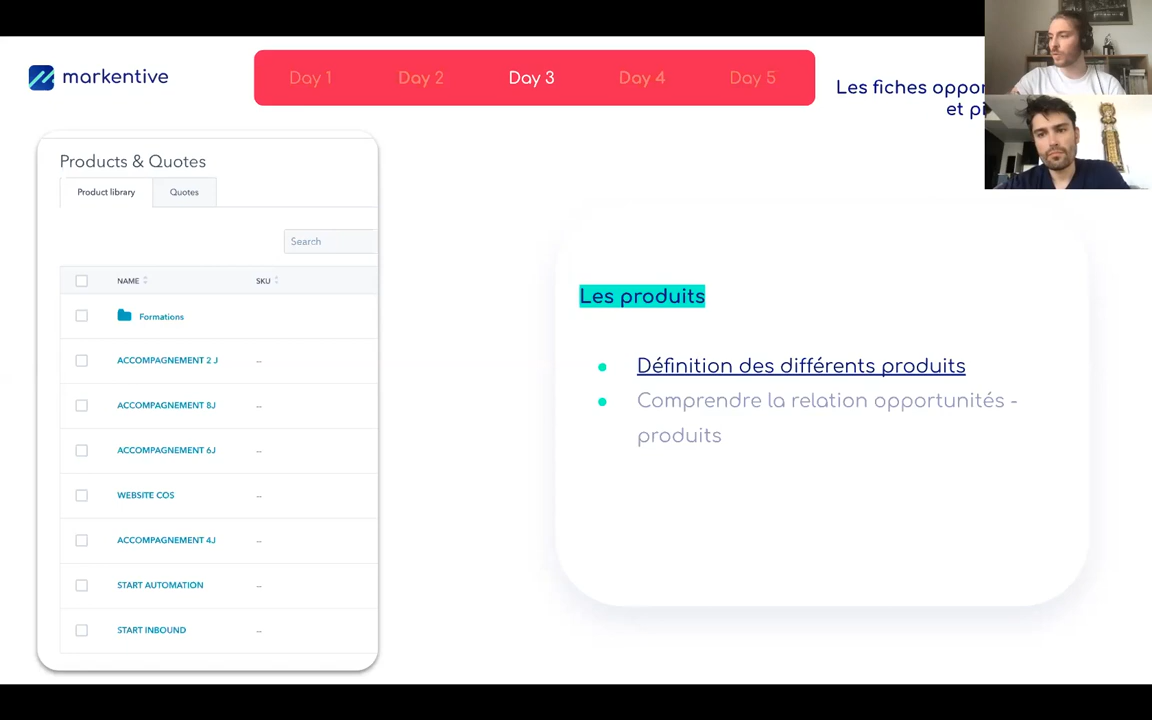 markentive
Day 1 Day 2 Day 3 Day 4 Day 5
Les fiches
et
Products & Quotes
Product library Quotes
Search
NAME SKU
Formations
ACCOMPAGNEMENT 2 J --
ACCOMPAGNEMENT 8J --
ACCOMPAGNEMENT 6J --
WEBSITE COS --
ACCOMPAGNEMENT 4J --
START AUTOMATION --
START INBOUND --
Les produits
Définition des différents produits
Comprendre la relation opportunités -
produits